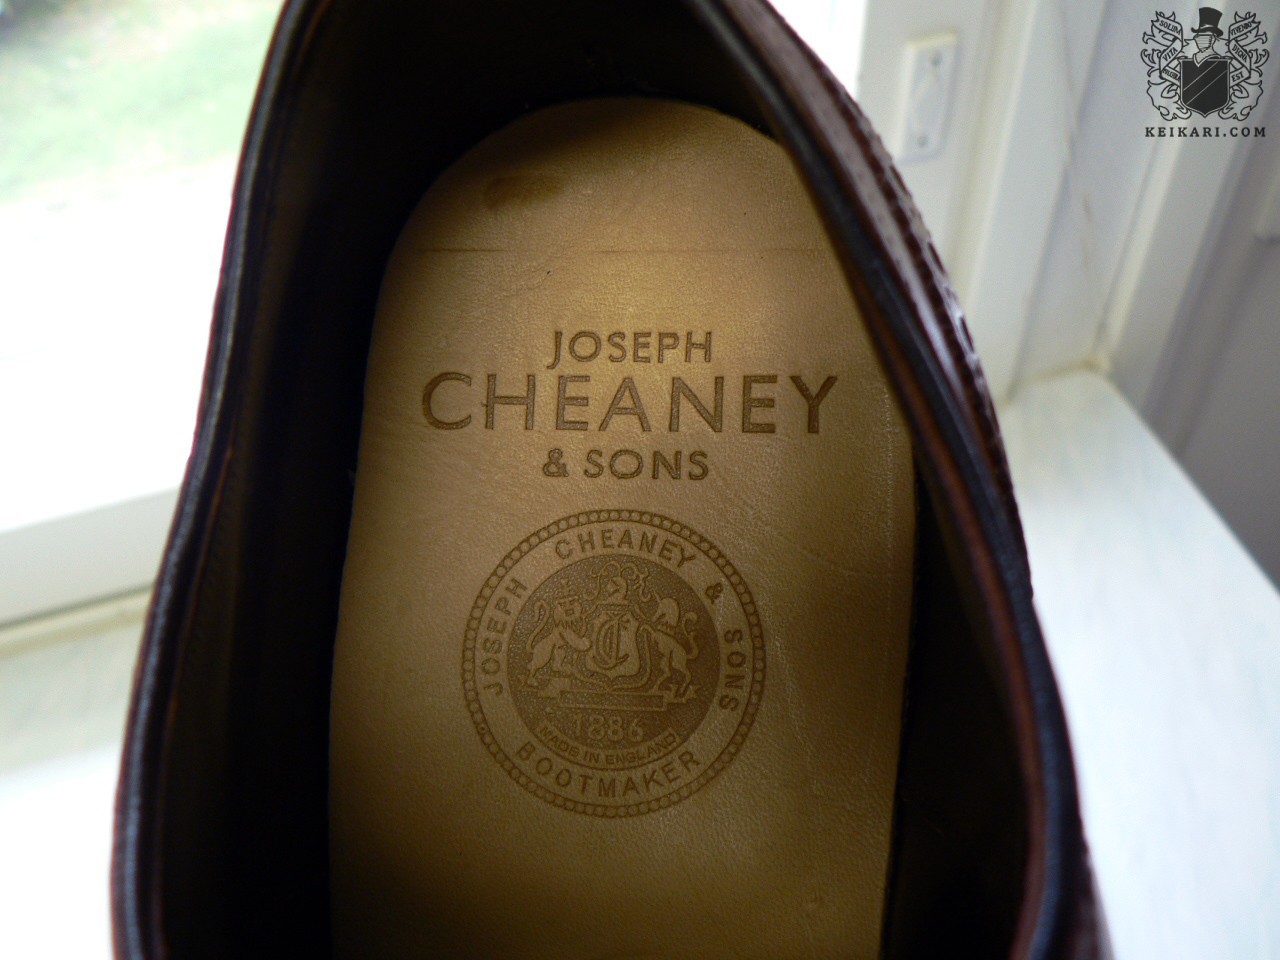 JOSEPH
CHEANEY
& SONS
JOSEPH CHEANEY & SONS
1886
MADE IN ENGLAND
BOOTMAKER
KEIKARI.COM